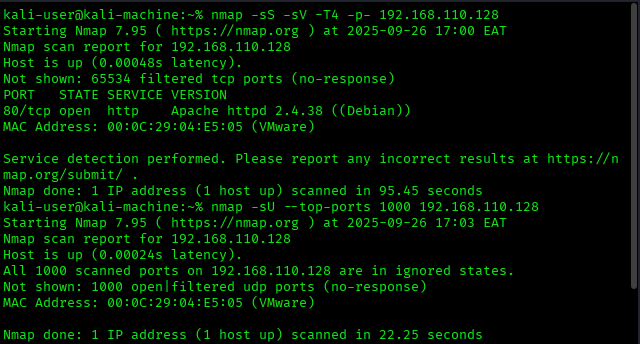 kali-user@kali-machine:~% nmap -sS -sV -T4 -p- 192.168.110.128
Starting Nmap 7.95 ( https://nmap.org ) at 2025-09-26 17:00 EAT
Nmap scan report for 192.168.110.128
Host is up (0.00048s latency).
Not shown: 65534 filtered tcp ports (no-response)
PORT   STATE SERVICE VERSION
80/tcp open  http    Apache httpd 2.4.38 ((Debian))
MAC Address: 00:0C:29:04:E5:05 (VMware)

Service detection performed. Please report any incorrect results at https://n
map.org/submit/ .
Nmap done: 1 IP address (1 host up) scanned in 95.45 seconds
kali-user@kali-machine:~% nmap -sU --top-ports 1000 192.168.110.128
Starting Nmap 7.95 ( https://nmap.org ) at 2025-09-26 17:03 EAT
Nmap scan report for 192.168.110.128
Host is up (0.00024s latency).
All 1000 scanned ports on 192.168.110.128 are in ignored states.
Not shown: 1000 open|filtered udp ports (no-response)
MAC Address: 00:0C:29:04:E5:05 (VMware)

Nmap done: 1 IP address (1 host up) scanned in 22.25 seconds